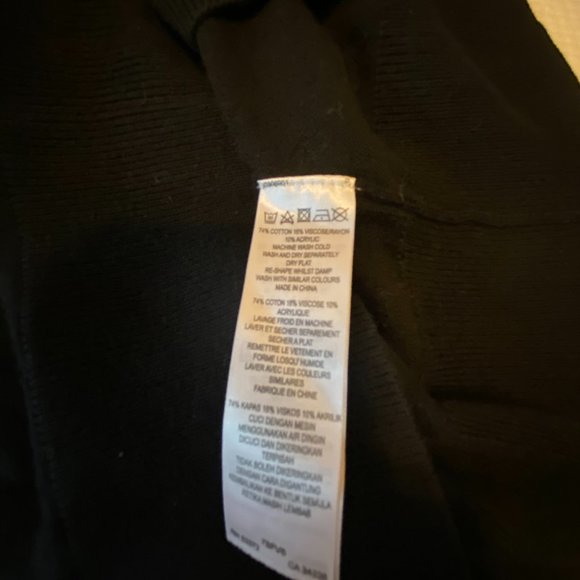 74% COTTON 16% VISCOSE/RAYON
10% ACRYLIC
MACHINE WASH COLD
WASH AND DRY SEPARATELY
DRY FLAT
RE-SHAPE WHILST DAMP
WASH WITH SIMILAR COLOURS
MADE IN CHINA
74% COTON 16% VISCOSE 10%
ACRYLIQUE
LAVAGE FROID EN MACHINE
LAVER ET SECHER SEPAREMENT
SECHER A PLAT
REMETTRE LE VETEMENT EN
FORME LOSQU'HUMIDE
LAVER AVEC LES COULEURS
SIMILAIRES
FABRIQUE EN CHINE
74% KAPAS 16% VISKOS 10% AKRILIK
CUCI DENGAN MESIN
MENGGUNAKAN AIR DINGIN
DICUCI DAN DIKERINGKAN
TERPISAH
TIDAK BOLEH DIKERINGKAN
DENGAN CARA DIGANTUNG
KEMBALIKAN KE BENTUK SEMULA
KETIKA MASIH LEMBAB
RN
CA